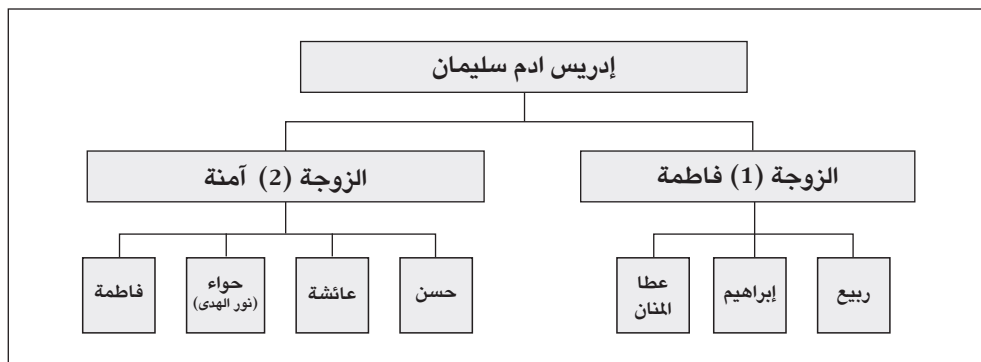 إدريس ادم سليمان
الزوجة (1) فاطمة
الزوجة (2) آمنة
ربيع
إبراهيم
عطا
المنان
حسن
عائشة
حواء
(نور الهدى)
فاطمة